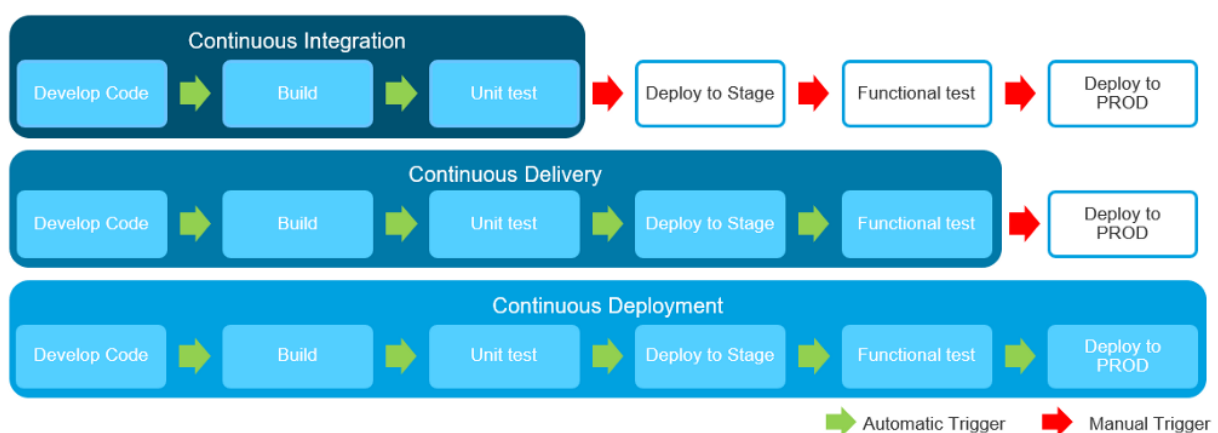 Continuous Integration
Develop Code
Build
Unit test
Deploy to Stage
Functional test
Deploy to
PROD
Continuous Delivery
Develop Code
Build
Unit test
Deploy to Stage
Functional test
Deploy to
PROD
Continuous Deployment
Develop Code
Build
Unit test
Deploy to Stage
Functional test
Deploy to
PROD
Automatic Trigger
Manual Trigger